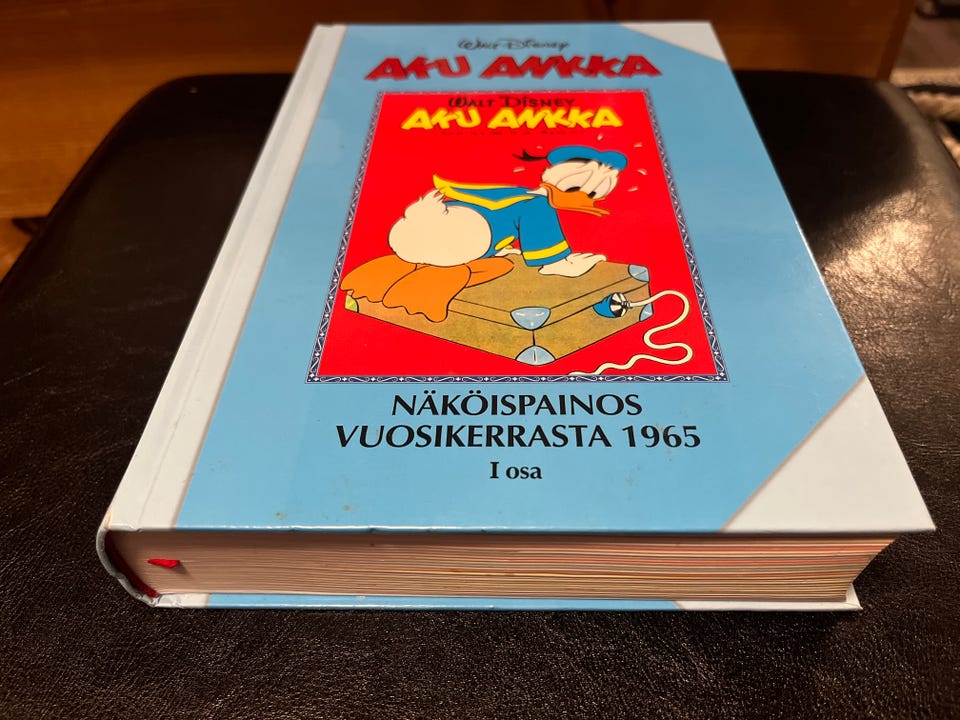 Walt Disney
AKU ANKKA
WALT DISNEY
AKU ANKKA
NÄKÖISPAINOS
VUOSIKERRASTA 1965
I osa